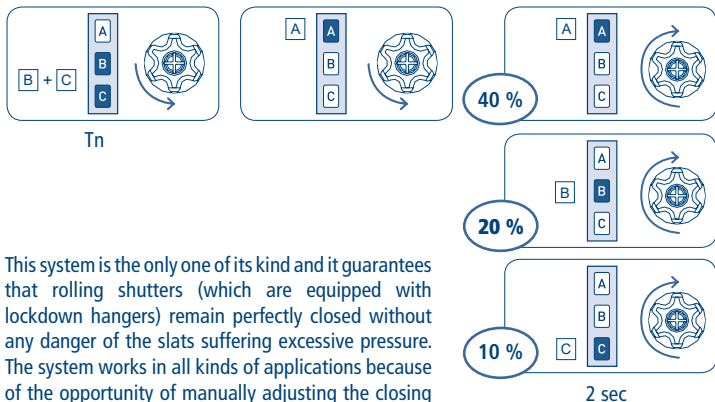 B + C
A
B
C
Tn
A
A
B
C
A
A
B
C
40 %
A
B
B
C
20 %
A
B
C
C
10 %
2 sec
This system is the only one of its kind and it guarantees
that rolling shutters (which are equipped with
lockdown hangers) remain perfectly closed without
any danger of the slats suffering excessive pressure.
The system works in all kinds of applications because
of the opportunity of manually adjusting the closing